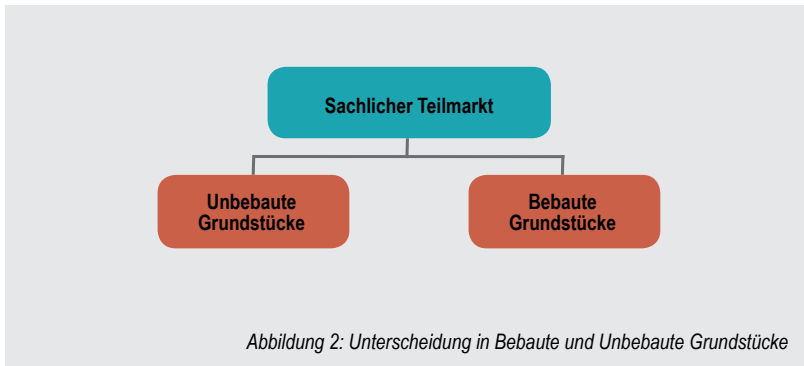 Sachlicher Teilmarkt
Unbebaute
Grundstücke
Bebaute
Grundstücke
Abbildung 2: Unterscheidung in Bebaute und Unbebaute Grundstücke